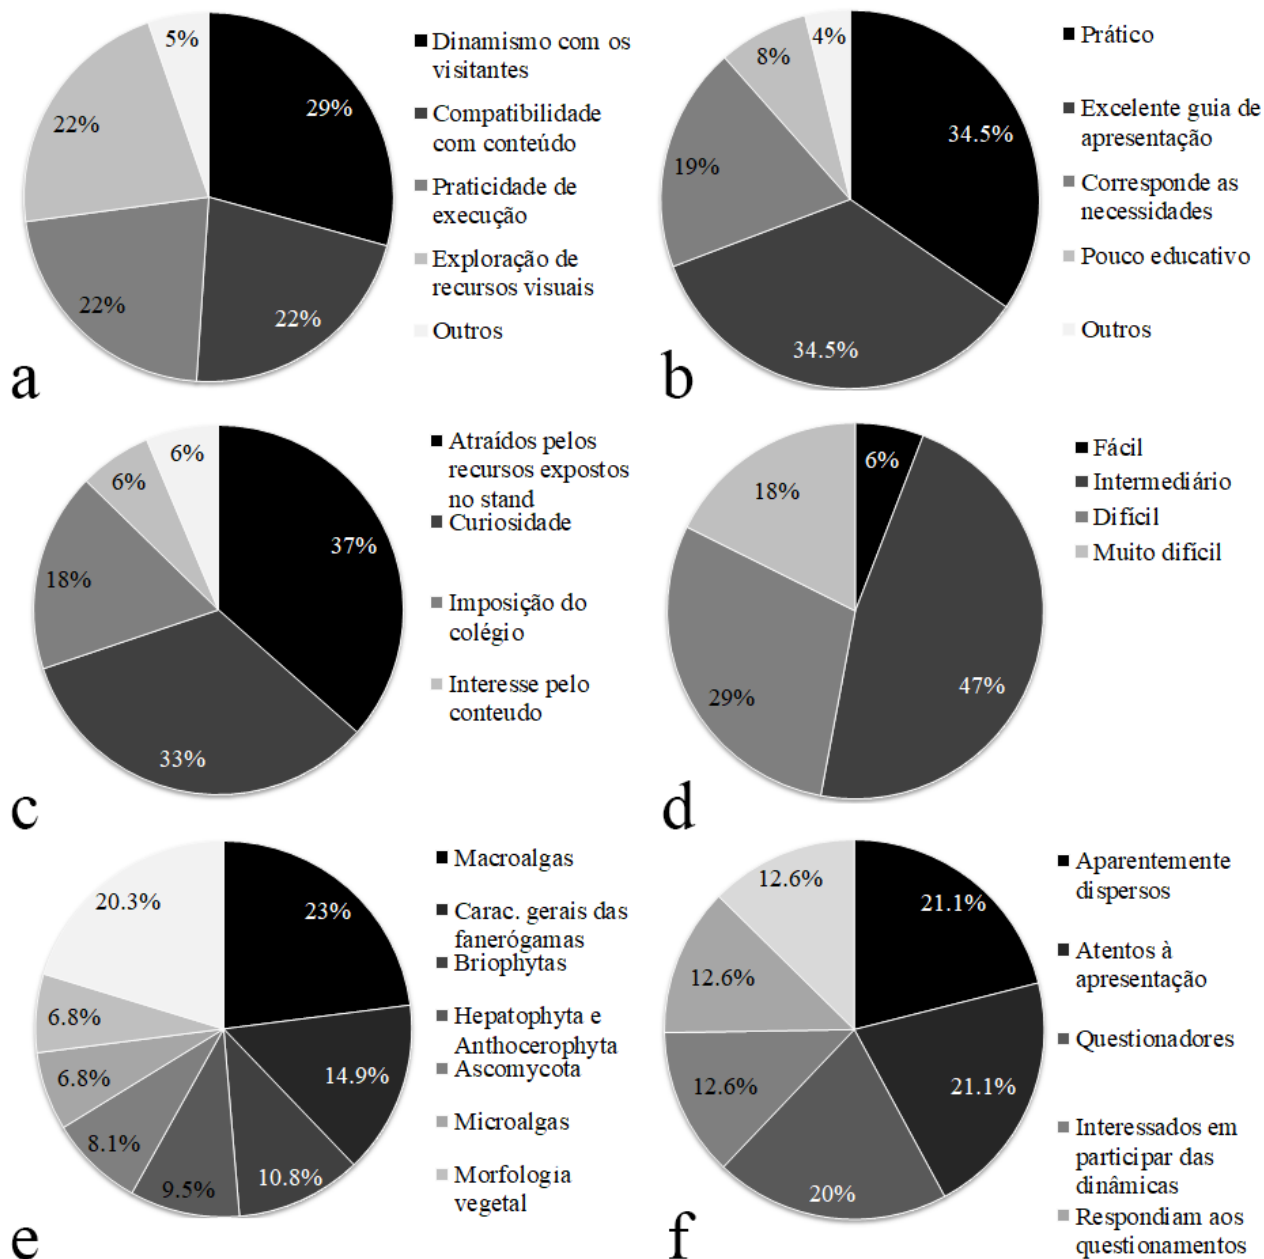 5%
29%
22%
22%
22%
Dinamismo com os
visitantes
Compatibilidade
com conteúdo
Praticidade de
execução
Exploração de
recursos visuais
Outros
a
4%
8%
34.5%
19%
34.5%
Prático
Excelente guia de
apresentação
Corresponde as
necessidades
Pouco educativo
Outros
b
6%
6%
37%
18%
33%
Atraídos pelos
recursos expostos
no stand
Curiosidade
Imposição do
colégio
Interesse pelo
conteudo
c
6%
18%
47%
29%
Fácil
Intermediário
Difícil
Muito difícil
d
20.3%
23%
6.8%
14.9%
6.8%
8.1%
10.8%
9.5%
Macroalgas
Carac. gerais das
fanerógamas
Briophytas
Hepatophyta e
Anthocerophyta
Ascomycota
Microalgas
Morfologia
vegetal
e
12.6%
21.1%
12.6%
12.6%
21.1%
20%
Aparentemente
dispersos
Atentos à
apresentação
Questionadores
Interessados em
participar das
dinâmicas
Respondiam aos
questionamentos
f